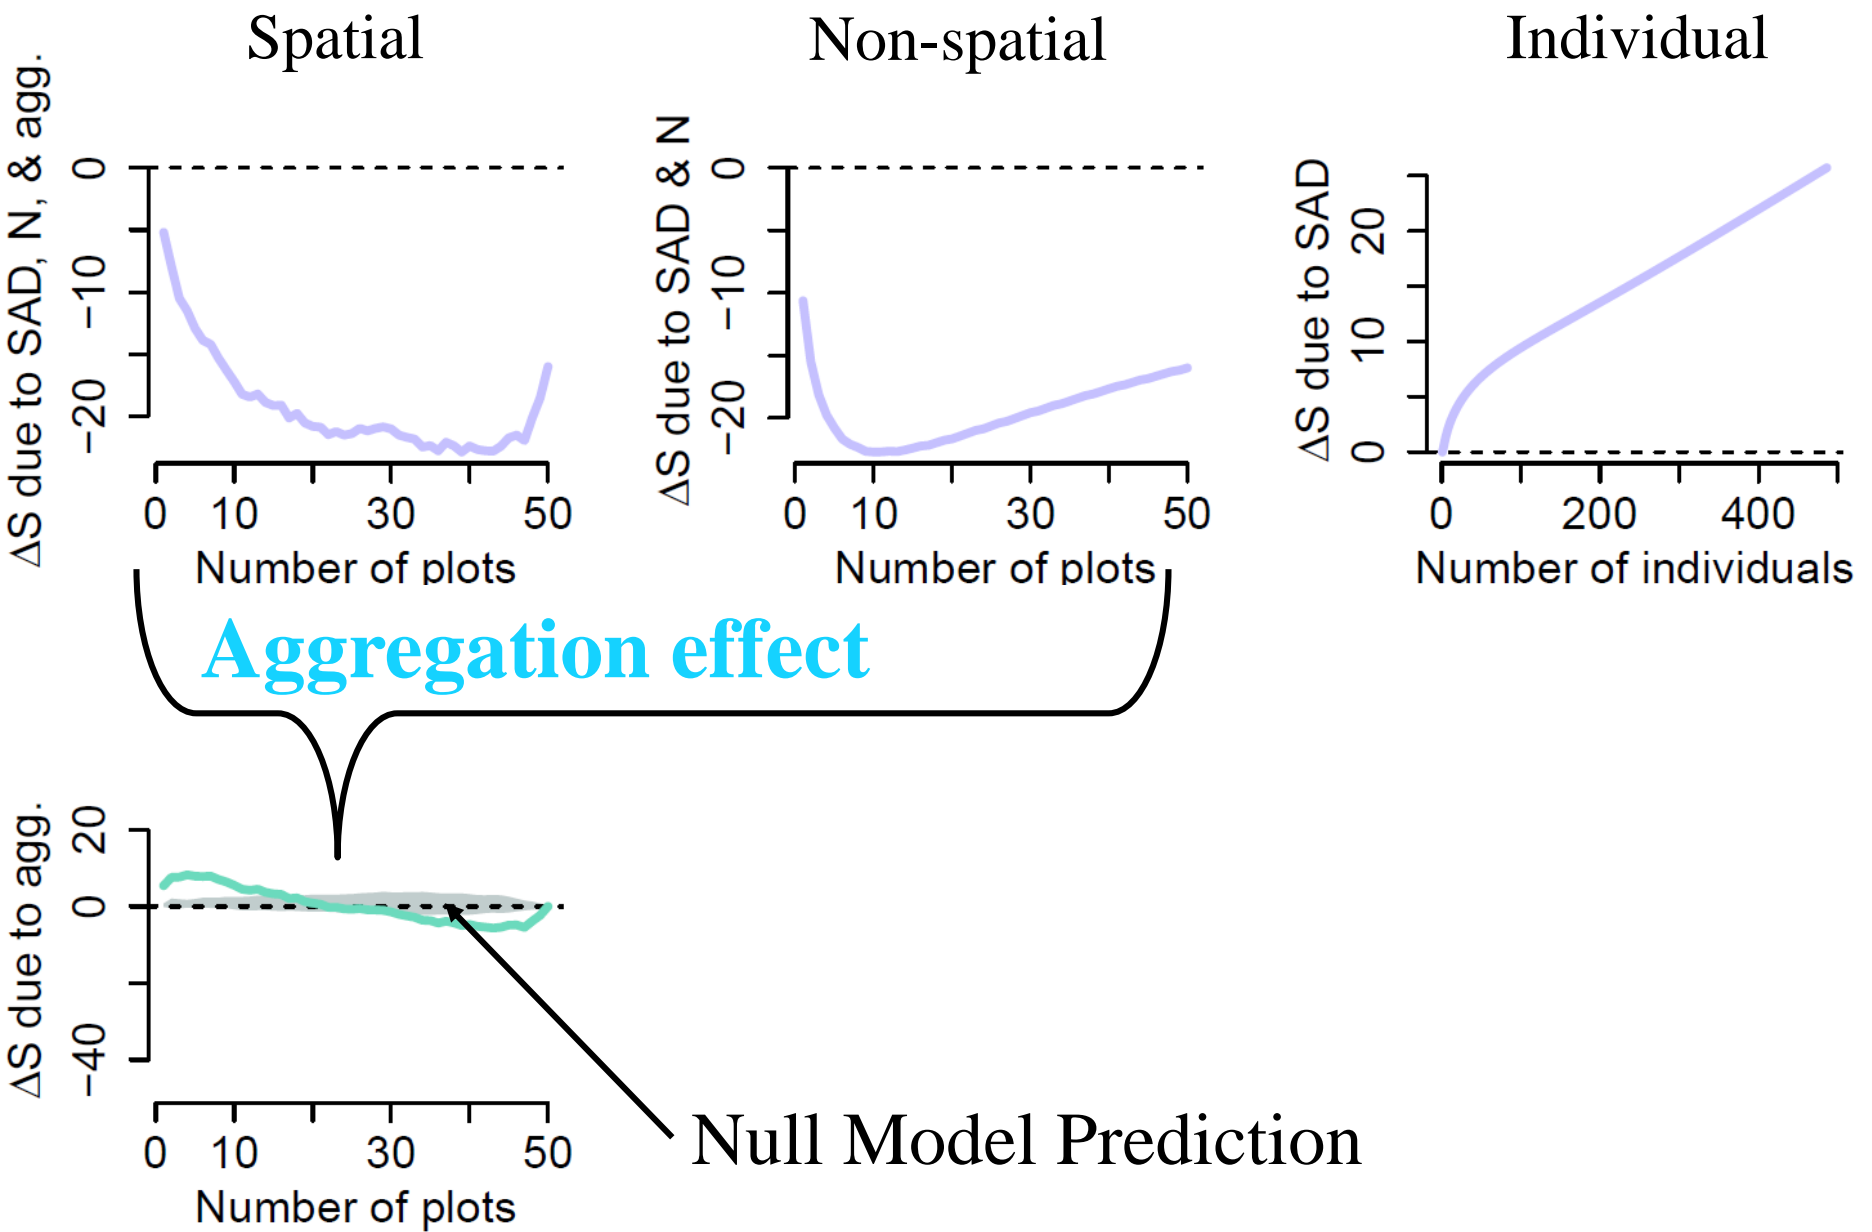 Spatial
Non-spatial
Individual
ΔS due to SAD, N, & agg.
0
−10
−20
0 10 30 50
Number of plots
ΔS due to SAD & N
0
−10
−20
0 10 30 50
Number of plots
ΔS due to SAD
20
10
0
0 200 400
Number of individuals
Aggregation effect
ΔS due to agg.
20
0
−40
0 10 30 50
Number of plots
Null Model Prediction